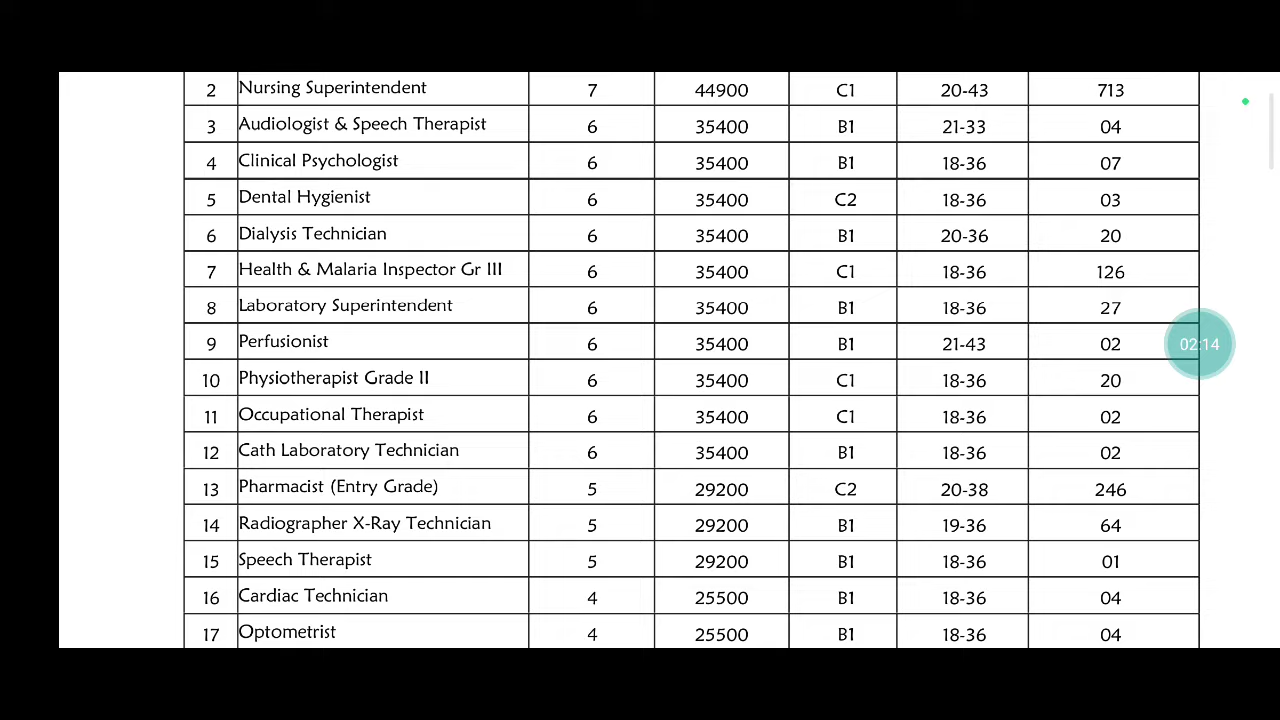 2 Nursing Superintendent 7 44900 C1 20-43 713
3 Audiologist & Speech Therapist 6 35400 B1 21-33 04
4 Clinical Psychologist 6 35400 B1 18-36 07
5 Dental Hygienist 6 35400 C2 18-36 03
6 Dialysis Technician 6 35400 B1 20-36 20
7 Health & Malaria Inspector Gr III 6 35400 C1 18-36 126
8 Laboratory Superintendent 6 35400 B1 18-36 27
9 Perfusionist 6 35400 B1 21-43 02
02:14
10 Physiotherapist Grade II 6 35400 C1 18-36 20
11 Occupational Therapist 6 35400 C1 18-36 02
12 Cath Laboratory Technician 6 35400 B1 18-36 02
13 Pharmacist (Entry Grade) 5 29200 C2 20-38 246
14 Radiographer X-Ray Technician 5 29200 B1 19-36 64
15 Speech Therapist 5 29200 B1 18-36 01
16 Cardiac Technician 4 25500 B1 18-36 04
17 Optometrist 4 25500 B1 18-36 04